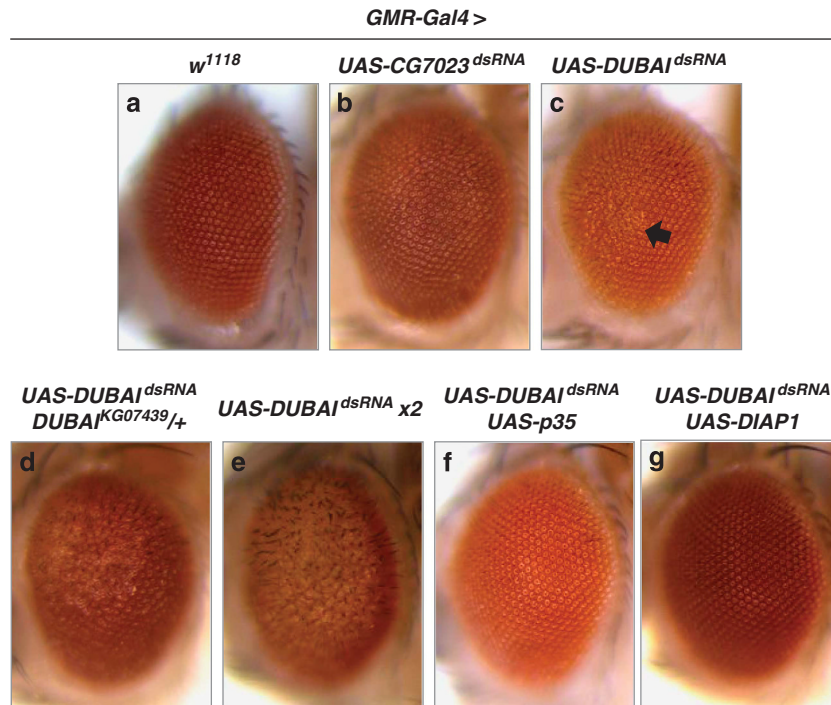 GMR-Gal4 >
w1118
UAS-CG7023dsRNA
UAS-DUBAIdsRNA
a
b
c
UAS-DUBAIdsRNA
DUBAIKG07439/+
UAS-DUBAIdsRNA x2
UAS-DUBAIdsRNA
UAS-p35
UAS-DUBAIdsRNA
UAS-DIAP1
d
e
f
g